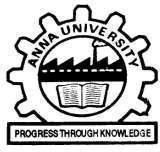 ANNA UNIVERSITY
PROGRESS THROUGH KNOWLEDGE